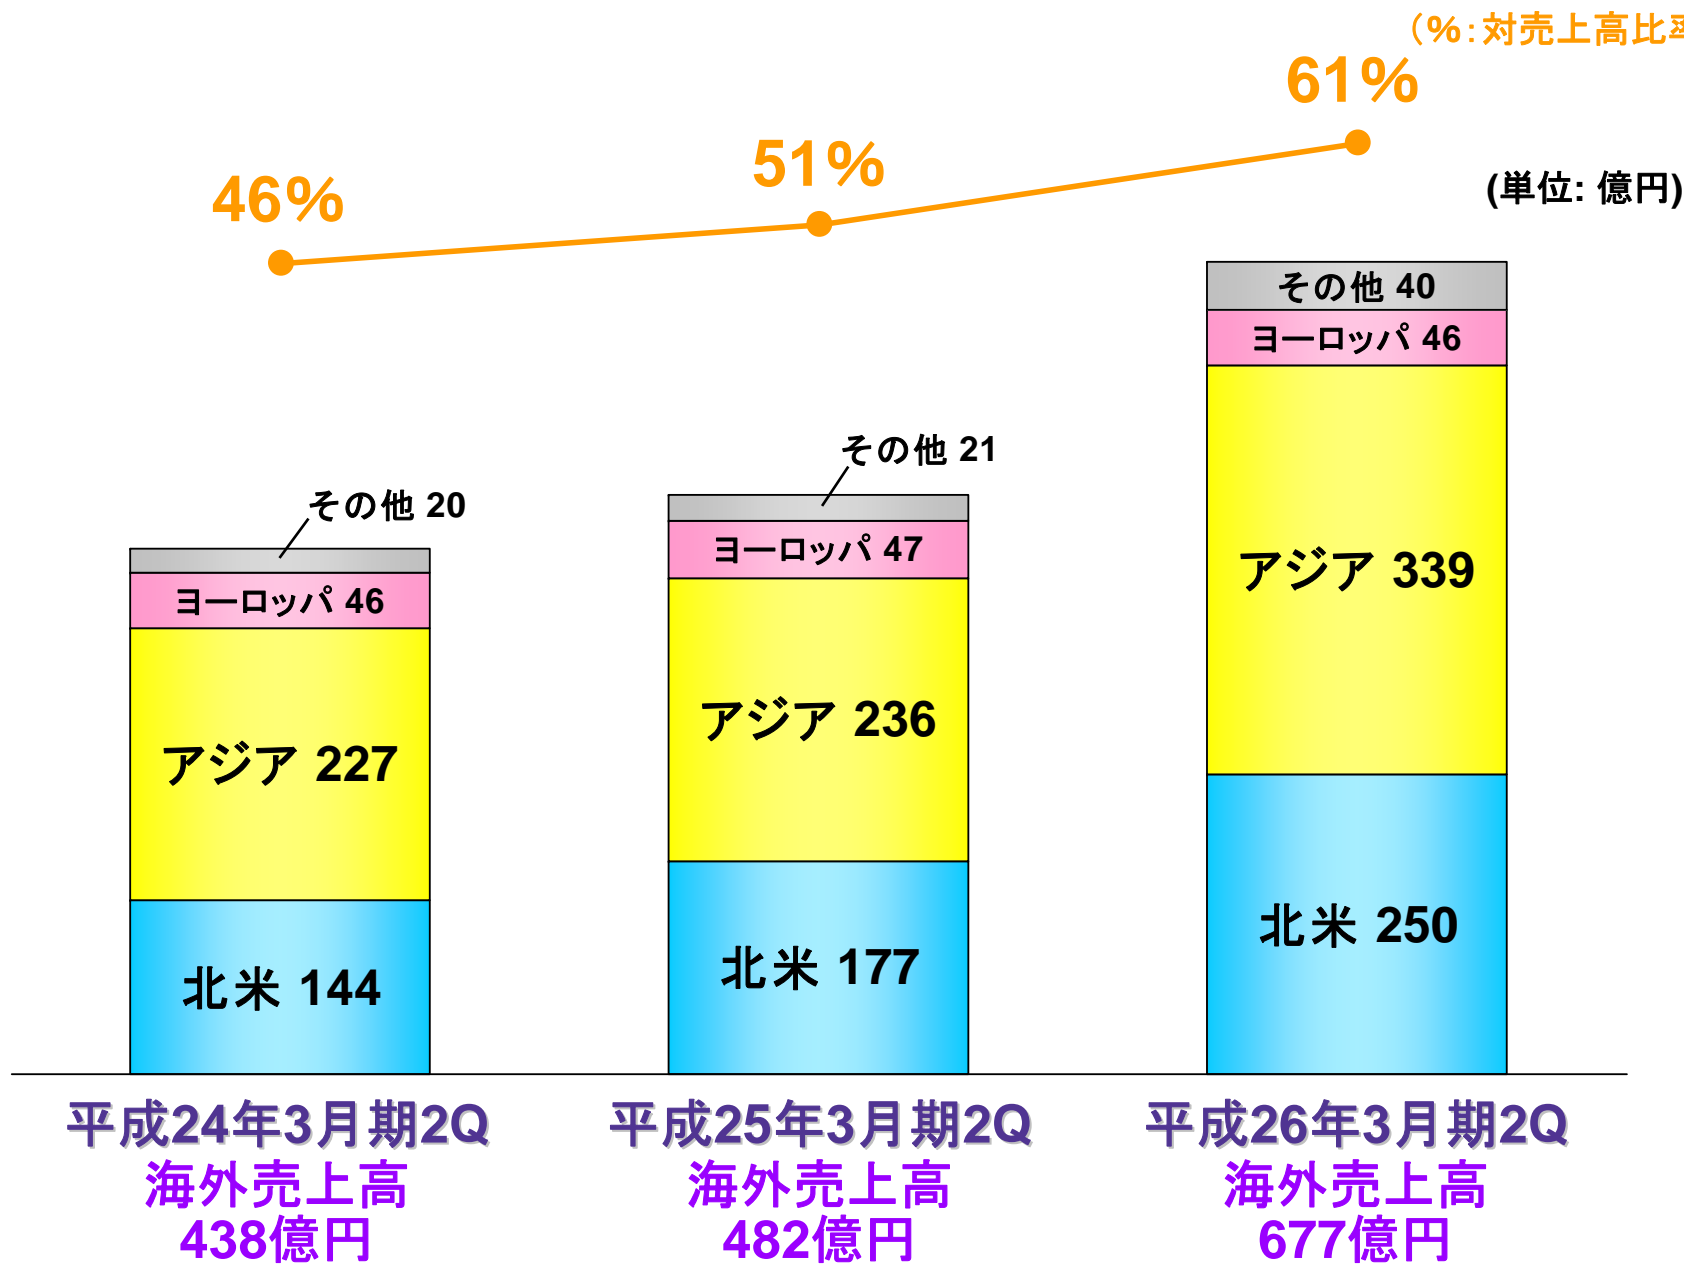 （%：対売上高比率
61%
51%
46%
(単位: 億円)
その他 40
ヨーロッパ 46
アジア 339
北米 250
その他 21
ヨーロッパ 47
アジア 236
北米 177
その他 20
ヨーロッパ 46
アジア 227
北米 144
平成24年3月期2Q
海外売上高
438億円
平成25年3月期2Q
海外売上高
482億円
平成26年3月期2Q
海外売上高
677億円